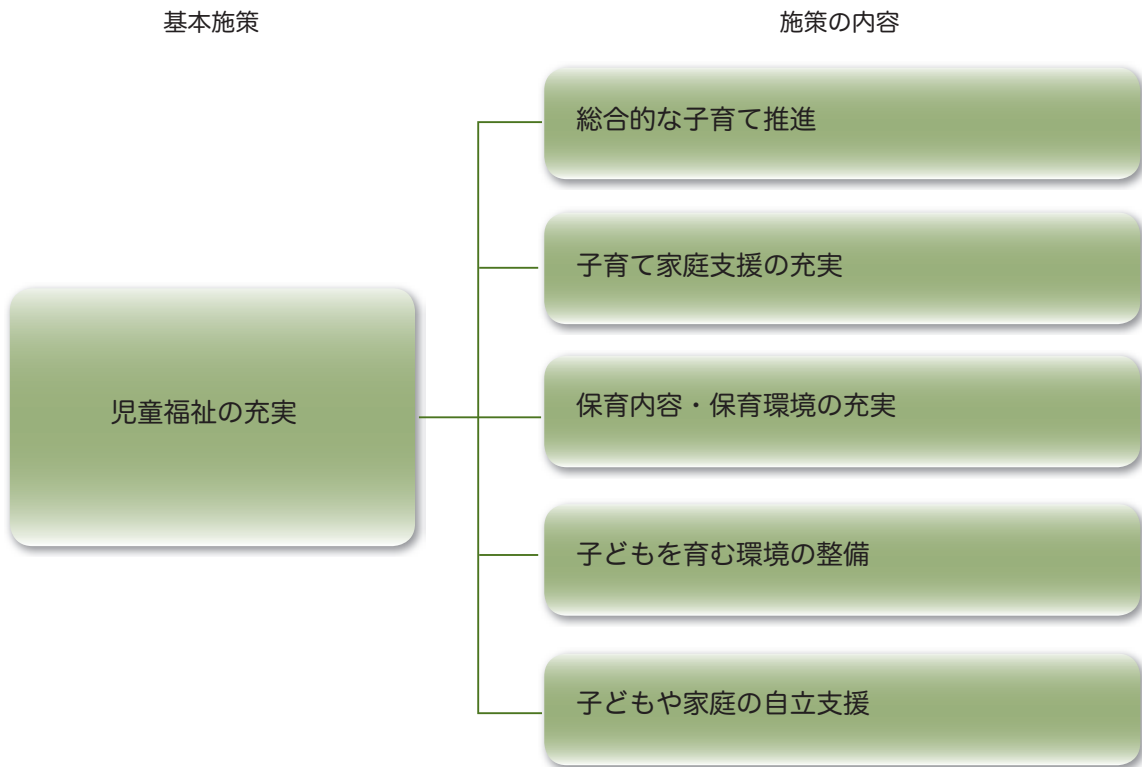 基本施策
施策の内容
総合的な子育て推進
子育て家庭支援の充実
児童福祉の充実
保育内容・保育環境の充実
子どもを育む環境の整備
子どもや家庭の自立支援